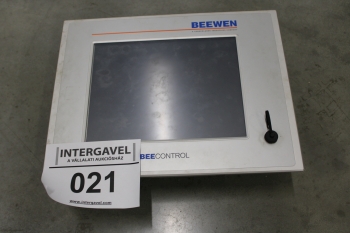 BEEWEN
INTERGAVEL
A VÁLLALATI AUKCIÓSHÁZ
021
www.intergavel.com
BEECONTROL